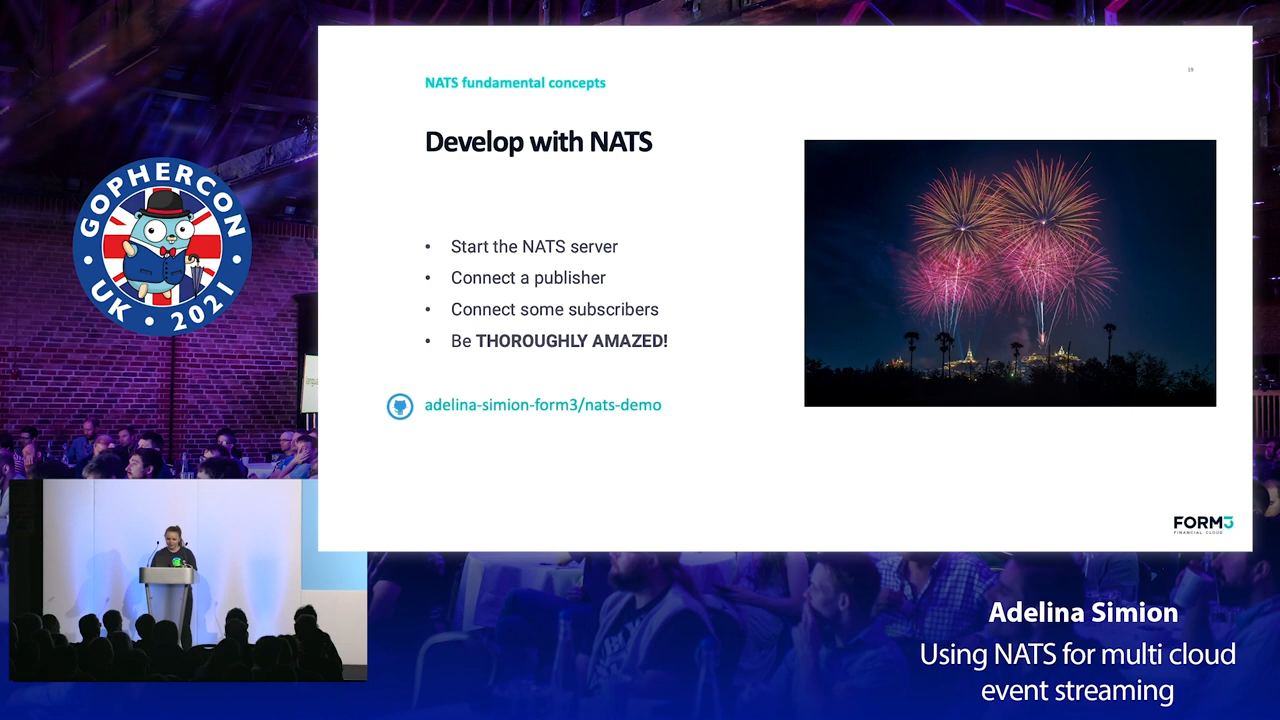 GOPHERCON
UK • 2021
NATS fundamental concepts
19
Develop with NATS
• Start the NATS server
• Connect a publisher
• Connect some subscribers
• Be THOROUGHLY AMAZED!
adelina-simion-form3/nats-demo
FORM3
FINANCIAL CLOUD
Adelina Simion
Using NATS for multi cloud
event streaming